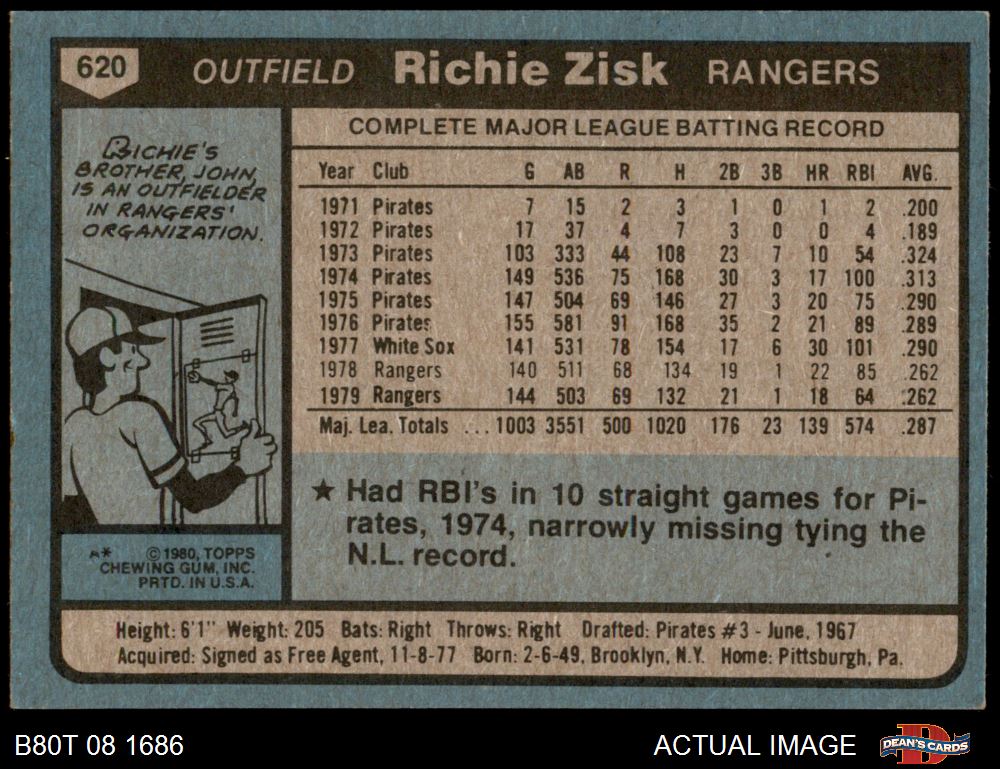 620 OUTFIELD Richie Zisk RANGERS
RICHIE'S
BROTHER, JOHN,
IS AN OUTFIELDER
IN RANGERS'
ORGANIZATION.
COMPLETE MAJOR LEAGUE BATTING RECORD
Year Club G AB R H 2B 3B HR RBI AVG.
1971 Pirates 7 15 2 3 1 0 1 2 .200
1972 Pirates 17 37 4 7 3 0 0 4 .189
1973 Pirates 103 333 44 108 23 7 10 54 .324
1974 Pirates 149 536 75 168 30 3 17 100 .313
1975 Pirates 147 504 69 146 27 3 20 75 .290
1976 Pirates 155 581 91 168 35 2 21 89 .289
1977 White Sox 141 531 78 154 17 6 30 101 .290
1978 Rangers 140 511 68 134 19 1 22 85 .262
1979 Rangers 144 503 69 132 21 1 18 64 .262
Maj. Lea. Totals ... 1003 3551 500 1020 176 23 139 574 .287
★ Had RBI's in 10 straight games for Pi-
rates, 1974, narrowly missing tying the
N.L. record.
A* © 1980, TOPPS
CHEWING GUM, INC.
PRTD. IN U.S.A.
Height: 6'1" Weight: 205 Bats: Right Throws: Right Drafted: Pirates #3 - June, 1967
Acquired: Signed as Free Agent, 11-8-77 Born: 2-6-49, Brooklyn, N.Y. Home: Pittsburgh, Pa.
B80T 08 1686
ACTUAL IMAGE
D
DEAN'S CARDS